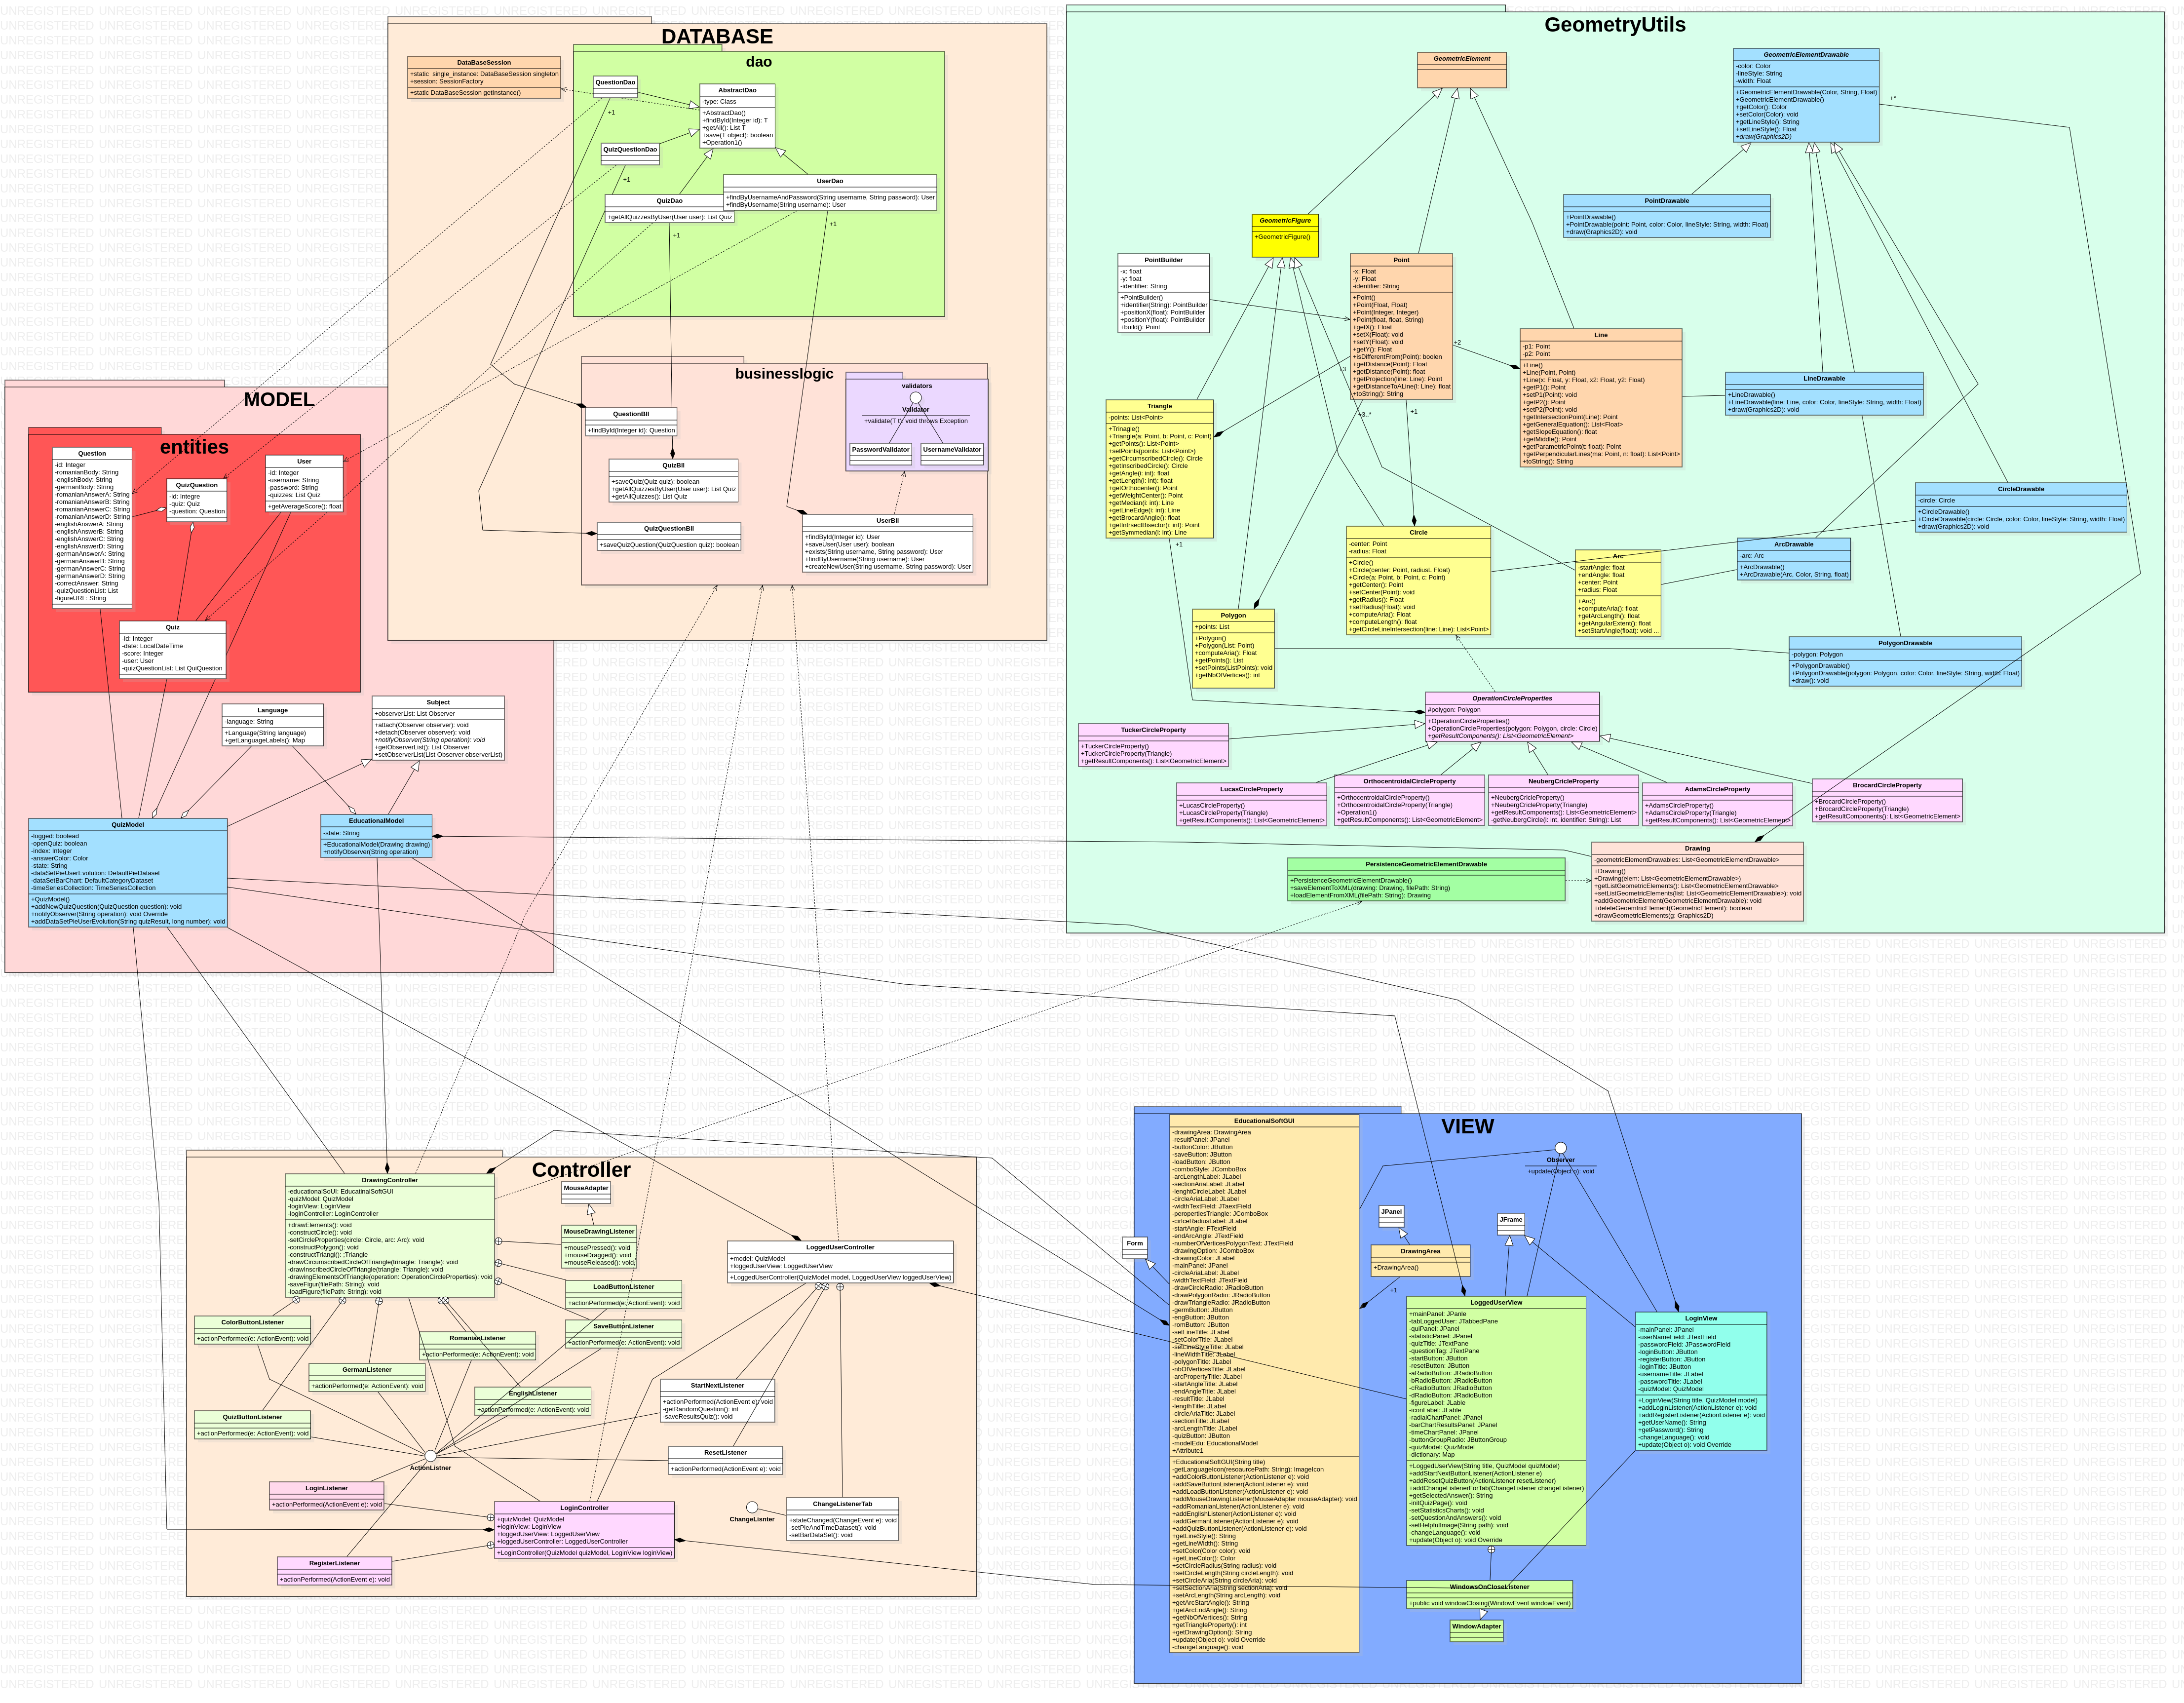 DATABASE
DataBaseSession
+static single_instance: DataBaseSession singleton
+session: SessionFactory
+static DataBaseSession getInstance()
dao
QuestionDao
AbstractDao
-type: Class
+AbstractDao()
+findById(Integer id): T
+getAll(): List T
+save(T object): boolean
+Operation1()
+1
QuizQuestionDao
+1
QuizDao
+getAllQuizzesByUser(User user): List Quiz
+1
UserDao
+findByUsernameAndPassword(String username, String password): User
+findByUsername(String username): User
+1
businesslogic
QuestionBll
+findById(Integer id): Question
QuizBll
+saveQuiz(Quiz quiz): boolean
+getAllQuizzesByUser(User user): List Quiz
+getAllQuizzes(): List Quiz
QuizQuestionBll
+saveQuizQuestion(QuizQuestion quiz): boolean
validators
Validator
+validate(T t): void throws Exception
PasswordValidator
UsernameValidator
UserBll
+findById(Integer id): User
+saveUser(User user): boolean
+exists(String username, String password): User
+findByUsername(String username): User
+createNewUser(String username, String password): User
MODEL
entities
Question
-id: Integer
-romanianBody: String
-englishBody: String
-germanBody: String
-romanianAnswerA: String
-romanianAnswerB: String
-romanianAnswerC: String
-romanianAnswerD: String
-englishAnswerA: String
-englishAnswerB: String
-englishAnswerC: String
-englishAnswerD: String
-germanAnswerA: String
-germanAnswerB: String
-germanAnswerC: String
-germanAnswerD: String
-correctAnswer: String
-quizQuestionList: List
-figureURL: String
QuizQuestion
-id: Integre
-quiz: Quiz
-question: Question
User
-id: Integer
-username: String
-password: String
-quizzes: List Quiz
+getAverageScore(): float
Quiz
-id: Integer
-date: LocalDateTime
-score: Integer
-user: User
-quizQuestionList: List QuiQuestion
Language
-language: String
+Language(String language)
+getLanguageLabels(): Map
Subject
+observerList: List Observer
+attach(Observer observer): void
+detach(Observer observer): void
+notifyObserver(String operation): void
+getObserverList(): List Observer
+setObserverList(List Observer observerList)
QuizModel
-logged: boolead
-openQuiz: boolean
-index: Integer
-answerColor: Color
-state: String
-dataSetPieUserEvolution: DefaultPieDataset
-dataSetBarChart: DefaultCategoryDataset
-timeSeriesCollection: TimeSeriesCollection
+QuizModel()
+addNewQuizQuestion(QuizQuestion question): void
+notifyObserver(String operation): void Override
+addDataSetPieUserEvolution(String quizResult, long number): void
EducationalModel
-state: String
+EducationalModel(Drawing drawing)
+notifyObserver(String operation)
GeometryUtils
GeometricElement
GeometricElementDrawable
-color: Color
-lineStyle: String
-width: Float
+GeometricElementDrawable(Color, String, Float)
+GeometricElementDrawable()
+getColor(): Color
+setColor(Color): void
+getLineStyle(): String
+setLineStyle(): Float
+draw(Graphics2D)
+*
PointDrawable
+PointDrawable()
+PointDrawable(point: Point, color: Color, lineStyle: String, width: Float)
+draw(Graphics2D): void
GeometricFigure
+GeometricFigure()
PointBuilder
-x: float
-y: float
-identifier: String
+PointBuilder()
+identifier(String): PointBuilder
+positionX(float): PointBuilder
+positionY(float): PointBuilder
+build(): Point
Point
-x: Float
-y: Float
-identifier: String
+Point()
+Point(Float, Float)
+Point(Integer, Integer)
+Point(float, float, String)
+getX(): Float
+setX(Float): void
+setY(Float): void
+getY(): Float
+isDifferentFrom(Point): boolen
+getDistance(Point): Float
+getDistance(Point): float
+getProjection(line: Line): Point
+getDistanceToALine(l: Line): float
+toString(): String
+2
+3
+3..*
+1
Line
-p1: Point
-p2: Point
+Line()
+Line(Point, Point)
+Line(x: Float, y: Float, x2: Float, y2: Float)
+getP1(): Point
+setP1(Point): void
+getP2(): Point
+setP2(Point): void
+getIntersectionPoint(Line): Point
+getGeneralEquation(): List<Float>
+getSlopeEquation(): float
+getMiddle(): Point
+getParametricPoint(t: float): Point
+getPerpendicularLines(ma: Point, n: float): List<Point>
+toString(): String
LineDrawable
+LineDrawable()
+LineDrawable(line: Line, color: Color, lineStyle: String, width: Float)
+draw(Graphics2D): void
Triangle
-points: List<Point>
+Trinagle()
+Triangle(a: Point, b: Point, c: Point)
+getPoints(): List<Point>
+setPoints(points: List<Point>)
+getCircumscribedCircle(): Circle
+getInscribedCircle(): Circle
+getAngle(i: int): float
+getLength(i: int): float
+getOrthocenter(): Point
+getWeightCenter(): Point
+getMedian(i: int): Line
+getLineEdge(i: int): Line
+getBrocardAngle(): float
+getIntrsectBisector(i: int): Point
+getSymmedian(i: int): Line
+1
CircleDrawable
-circle: Circle
+CircleDrawable()
+CircleDrawable(circle: Circle, color: Color, lineStyle: String, width: Float)
+draw(Graphics2D): void
Circle
-center: Point
-radius: Float
+Circle()
+Circle(center: Point, radiusL Float)
+Circle(a: Point, b: Point, c: Point)
+getCenter(): Point
+setCenter(Point): void
+getRadius(): Float
+setRadius(Float): void
+computeAria(): Float
+computeLength(): float
+getCircleLineIntersection(line: Line): List<Point>
Arc
-startAngle: float
+endAngle: float
+center: Point
+radius: Float
+Arc()
+computeAria(): float
+getArcLength(): float
+getAngularExtent(): float
+setStartAngle(float): void ...
ArcDrawable
-arc: Arc
+ArcDrawable()
+ArcDrawable(Arc, Color, String, float)
Polygon
+points: List
+Polygon()
+Polygon(List: Point)
+computeAria(): Float
+getPoints(): List
+setPoints(ListPoints): void
+getNbOfVertices(): int
PolygonDrawable
-polygon: Polygon
+PolygonDrawable()
+PolygonDrawable(polygon: Polygon, color: Color, lineStyle: String, width: Float)
+draw(): void
OperationCircleProperties
#polygon: Polygon
+OperationCircleProperties()
+OperationCircleProperties(polygon: Polygon, circle: Circle)
+getResultComponents(): List<GeometricElement>
TuckerCircleProperty
+TuckerCircleProperty()
+TuckerCircleProperty(Triangle)
+getResultComponents(): List<GeometricElement>
LucasCircleProperty
+LucasCircleProperty()
+LucasCircleProperty(Triangle)
+getResultComponents(): List<GeometricElement>
OrthocentroidalCircleProperty
+OrthocentroidalCircleProperty()
+OrthocentroidalCircleProperty(Triangle)
+Operation1()
+getResultComponents(): List<GeometricElement>
NeubergCricleProperty
+NeubergCircleProperty()
+NeubergCircleProperty(Triangle)
+getResultComponents(): List<GeometricElement>
-getNeubergCircle(i: int, identifier: String): List
AdamsCircleProperty
+AdamsCircleProperty()
+AdamsCircleProperty(Triangle)
+getResultComponents(): List<GeometricElement>
BrocardCircleProperty
+BrocardCircleProperty()
+BrocardCircleProperty(Triangle)
+getResultComponents(): List<GeometricElement>
Drawing
-geometricElementDrawables: List<GeometricElementDrawable>
+Drawing()
+Drawing(elem: List<GeometricElementDrawable>)
+getListGeometricElements(): List<GeometricElementDrawable>
+setListGeometricElements(list: List<GeometricElementDrawable>): void
+addGeometricElement(GeometricElementDrawable): void
+deleteGeoemtricElement(GeometricElement): boolean
+drawGeometricElements(g: Graphics2D)
PersistenceGeometricElementDrawable
+PersistenceGeometricElementDrawable()
+saveElementToXML(drawing: Drawing, filePath: String)
+loadElementFromXML(filePath: String): Drawing
Controller
DrawingController
-educationalSoUI: EducatinalSoftGUI
-quizModel: QuizModel
-loginView: LoginView
-loginController: LoginController
+drawElements(): void
+constructCircle(): void
-setCircleProperties(circle: Circle, arc: Arc): void
-constructPolygon(): void
-constructTriangl(): ;Triangle
-drawCircumscribedCircleOfTriangle(trinagle: Triangle): void
-drawInscribedCircleOfTriangle(triangle: Triangle): void
-drawingElementsOfTriangle(operation: OperationCircleProperties): void
-saveFigur(filePath: String): void
-loadFigure(filePath: String): void
MouseAdapter
MouseDrawingListener
+mousePressed(): void
+mouseDragged(): void
+mouseReleased(): void
LoadButtonListener
+actionPerformed(e: ActionEvent): void
SaveButtonListener
+actionPerformed(e: ActionEvent): void
ColorButtonListener
+actionPerformed(e: ActionEvent): void
RomanianListener
+actionPerformed(e: ActionEvent): void
GermanListener
+actionPerformed(e: ActionEvent): void
EnglishListener
+actionPerformed(e: ActionEvent): void
QuizButtonListener
+actionPerformed(e: ActionEvent): void
ActionListner
LoggedUserController
+model: QuizModel
+loggedUserView: LoggedUserView
+LoggedUserController(QuizModel model, LoggedUserView loggedUserView)
StartNextListener
+actionPerformed(ActionEvent e): void
-getRandomQuestion(): int
-saveResultsQuiz(): void
ResetListener
+actionPerformed(ActionEvent e): void
LoginListener
+actionPerformed(ActionEvent e): void
LoginController
+quizModel: QuizModel
+loginView: LoginView
+loggedUserView: LoggedUserView
+loggedUserController: LoggedUserController
+LoginController(QuizModel quizModel, LoginView loginView)
ChangeLisnter
ChangeListenerTab
+stateChanged(ChangeEvent e): void
-setPieAndTimeDataset(): void
-setBarDataSet(): void
RegisterListener
+actionPerformed(ActionEvent e): void
VIEW
EducationalSoftGUI
-drawingArea: DrawingArea
-resultPanel: JPanel
-buttonColor: JButton
-saveButton: JButton
-loadButton: JButton
-comboStyle: JComboBox
-arcLengthLabel: JLabel
-sectionAriaLabel: JLabel
-lenghtCircleLabel: JLabel
-circleAriaLabel: JLabel
-widthTextField: JTaextField
-peropertiesTriangle: JComboBox
-cirlceRadiusLabel: JLabel
-startAngle: FTextField
-endArcAngle: JTextField
-numberOfVerticesPolygonText: JTextField
-drawingOption: JComboBox
-drawingColor: JLabel
-mainPanel: JPanel
-circleAriaLabel: JLabel
-widthTextField: JTextField
-drawCircleRadio: JRadioButton
-drawPolygonRadio: JRadioButton
-drawTriangleRadio: JRadioButton
-germButton: JButton
-engButton: JButton
-romButton: JButton
-setLineTitle: JLabel
-setColorTitle: JLabel
-setLineStyleTitle: JLabel
-lineWidthTitle: JLabel
-polygonTitle: JLabel
-nbOfVerticesTitle: JLabel
-arcPropertyTitle: JLabel
-startAngleTitle: JLabel
-endAngleTitle: JLabel
-resultTitle: JLabel
-lengthTitle: JLabel
-circleAriaTitle: JLabel
-sectionTitle: JLabel
-arcLengthTitle: JLabel
-quizButton: JButton
-modelEdu: EducationalModel
+Attribute1
+EducationalSoftGUI(String title)
-getLanguageIcon(String resoaurcePath: String): ImageIcon
+addColorButtonListener(ActionListener e): void
+addSaveButtonListener(ActionListener e): void
+addLoadButtonListener(ActionListener e): void
+addMouseDrawingListener(MouseAdapter mouseAdapter): void
+addRomanianListener(ActionListener e): void
+addEnglishListener(ActionListener e): void
+addGermanListener(ActionListener e): void
+addQuizButtonListener(ActionListener e): void
+getLineStyle(): String
+getLineWidth(): String
+setColor(Color color): void
+getLineColor(): Color
+setCircleRadius(String radius): void
+setCircleLength(String circleLength): void
+setCircleAria(String circleAria): void
+setSectionAria(String sectionAria): void
+setArcLength(String arcLength): void
+getArcStartAngle(): String
+getArcEndAngle(): String
+getNbOfVertices(): String
+getTriangleProperty(): int
+getDrawingOption(): String
+update(Object o): void Override
-changeLanguage(): void
Form
Observer
+update(Object o): void
JPanel
JFrame
DrawingArea
+DrawingArea()
+1
LoggedUserView
+mainPanel: JPanle
-tabLoggedUser: JTabbedPane
-quiPanel: JPanel
-statisticPanel: JPanel
-quizTitle: JTextPane
-questionTag: JTextPane
-startButton: JButton
-resetButton: JButton
-aRadioButton: JRadioButton
-bRadioButton: JRadioButton
-cRadioButton: JRadioButton
-dRadioButton: JRadioButton
-figureLabel: JLable
-iconLabel: JLable
-radialChartPanel: JPanel
-barChartResultsPanel: JPanel
-timeChartPanel: JPanel
-buttonGroupRadio: JButtonGroup
-quizModel: QuizModel
-dictionary: Map
+LoggedUserView(String title, QuizModel quizModel)
+addStartNextButtonListener(ActionListener e)
+addResetQuizButton(ActionListener resetListener)
+addChangeListenerForTab(ChangeListener changeListener)
+getSelectedAnswer(): String
-initQuizPage(): void
-setStatisticsCharts(): void
-setQuestionAndAnswers(): void
-setHelpfulImage(String path): void
-changeLanguage(): void
+update(Object o): void Override
LoginView
-mainPanel: JPanel
-userNameField: JTextField
-passwordField: JPasswordField
-loginButton: JButton
-registerButton: JButton
-loginTitle: JButton
-usernameTitle: JLabel
-passwordTitle: JLabel
-quizModel: QuizModel
+LoginView(String title, QuizModel model)
+addLoginListener(ActionListener e): void
+addRegisterListener(ActionListener e): void
+getUserName(): String
+getPassword(): String
-changeLanguage(): void
+update(Object o): void Override
WindowsOnCloseListener
+public void windowClosing(WindowEvent windowEvent)
WindowAdapter